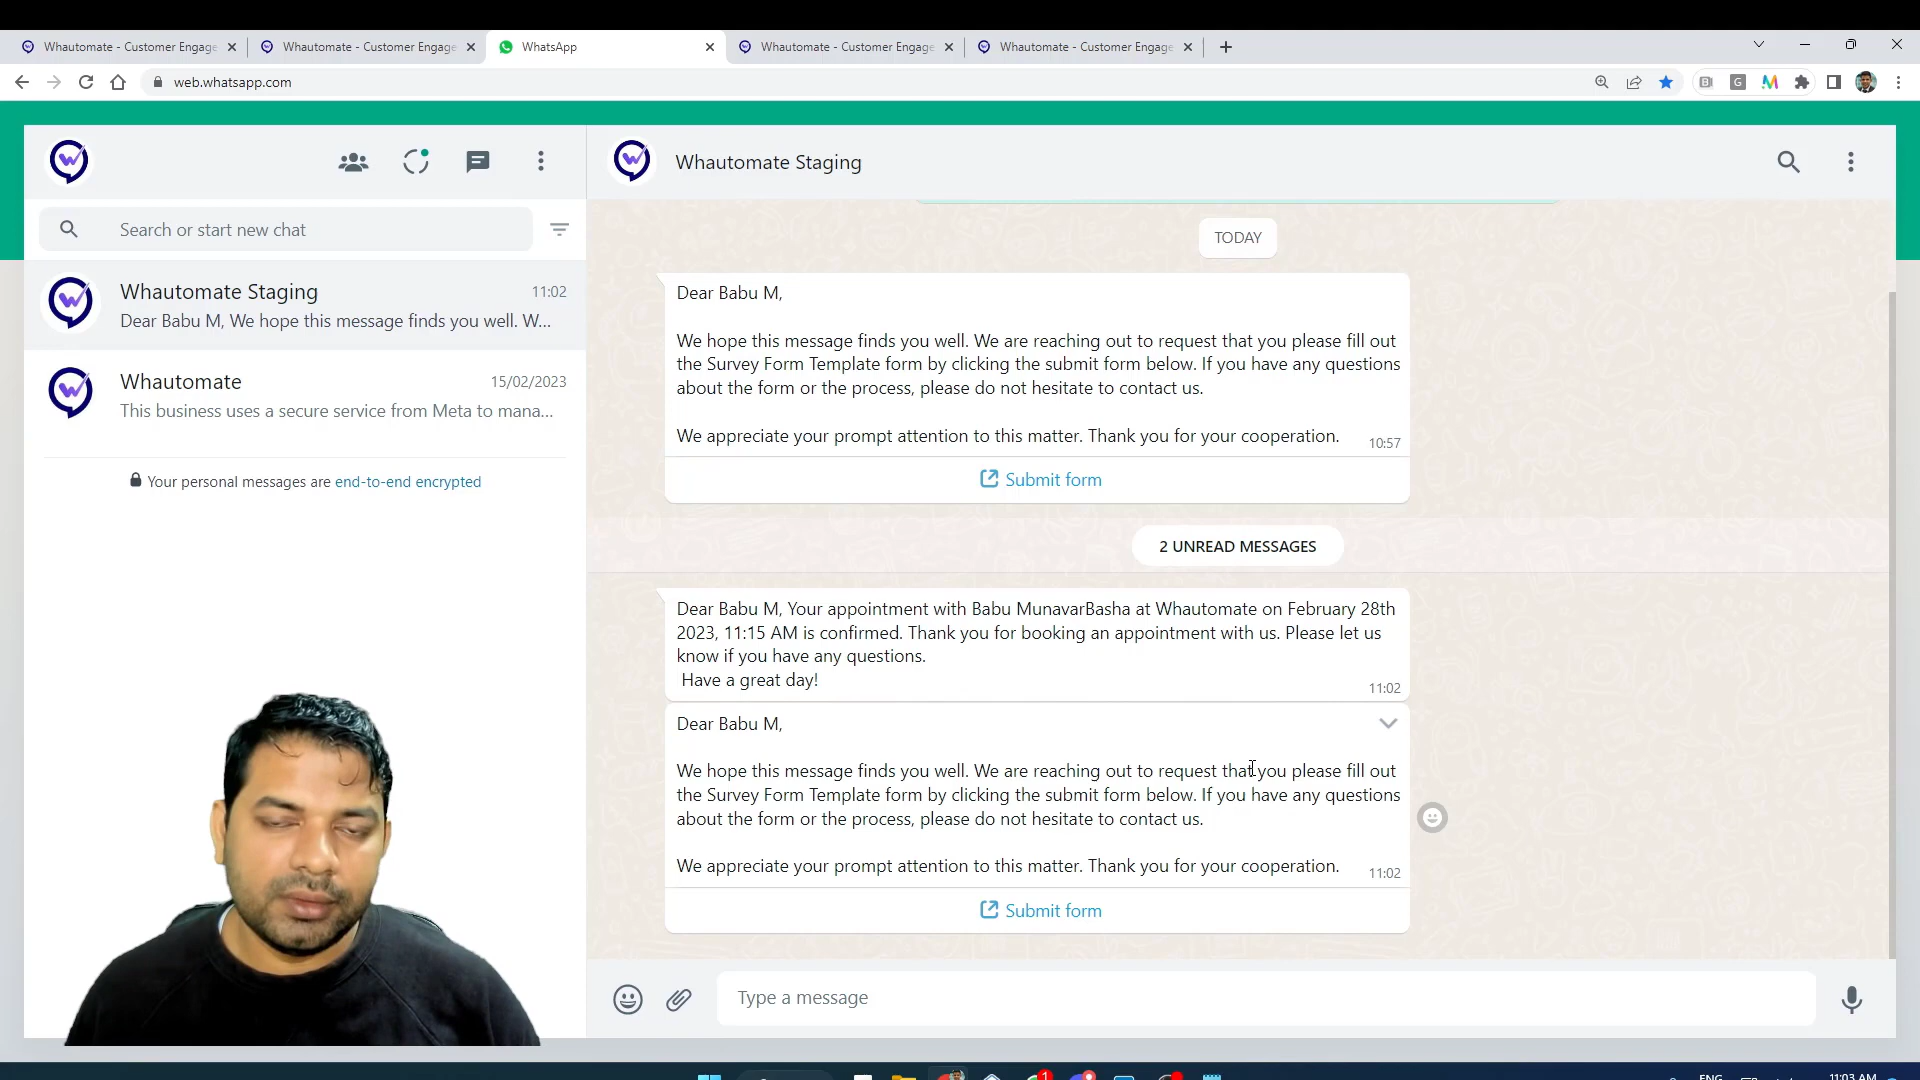 Whautomate - Customer Engage
Whautomate - Customer Engage
WhatsApp
Whautomate - Customer Engage
Whautomate - Customer Engage
web.whatsapp.com
Whautomate Staging
Search or start new chat
Whautomate Staging 11:02
Dear Babu M, We hope this message finds you well. W...
Whautomate 15/02/2023
This business uses a secure service from Meta to mana...
Your personal messages are end-to-end encrypted
TODAY
Dear Babu M,
We hope this message finds you well. We are reaching out to request that you please fill out
the Survey Form Template form by clicking the submit form below. If you have any questions
about the form or the process, please do not hesitate to contact us.
We appreciate your prompt attention to this matter. Thank you for your cooperation. 10:57
Submit form
2 UNREAD MESSAGES
Dear Babu M, Your appointment with Babu MunavarBasha at Whautomate on February 28th
2023, 11:15 AM is confirmed. Thank you for booking an appointment with us. Please let us
know if you have any questions.
Have a great day! 11:02
Dear Babu M,
We hope this message finds you well. We are reaching out to request that you please fill out
the Survey Form Template form by clicking the submit form below. If you have any questions
about the form or the process, please do not hesitate to contact us.
We appreciate your prompt attention to this matter. Thank you for your cooperation. 11:02
Submit form
Type a message
1
ENG
11:03 AM